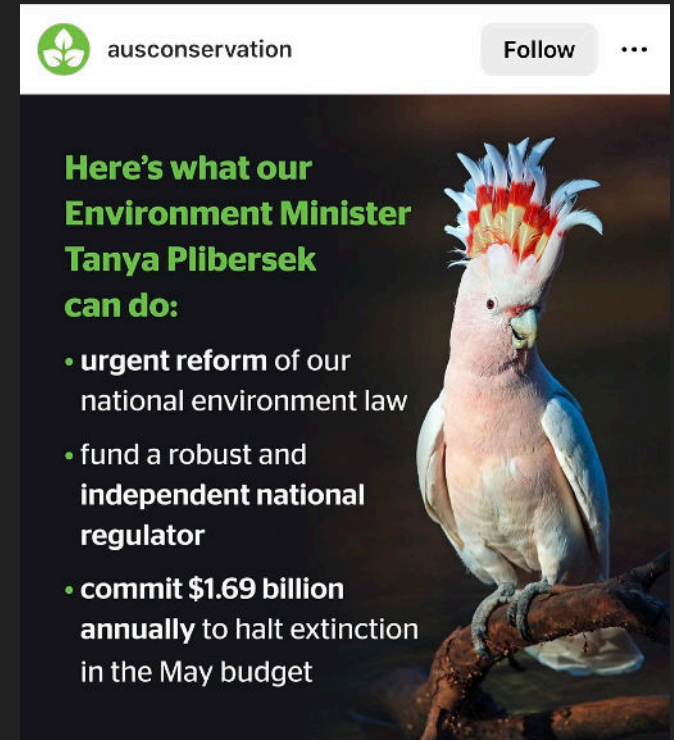 ausconservation
Follow
Here’s what our
Environment Minister
Tanya Plibersek
can do:
• urgent reform of our
national environment law
• fund a robust and
independent national
regulator
• commit $1.69 billion
annually to halt extinction
in the May budget